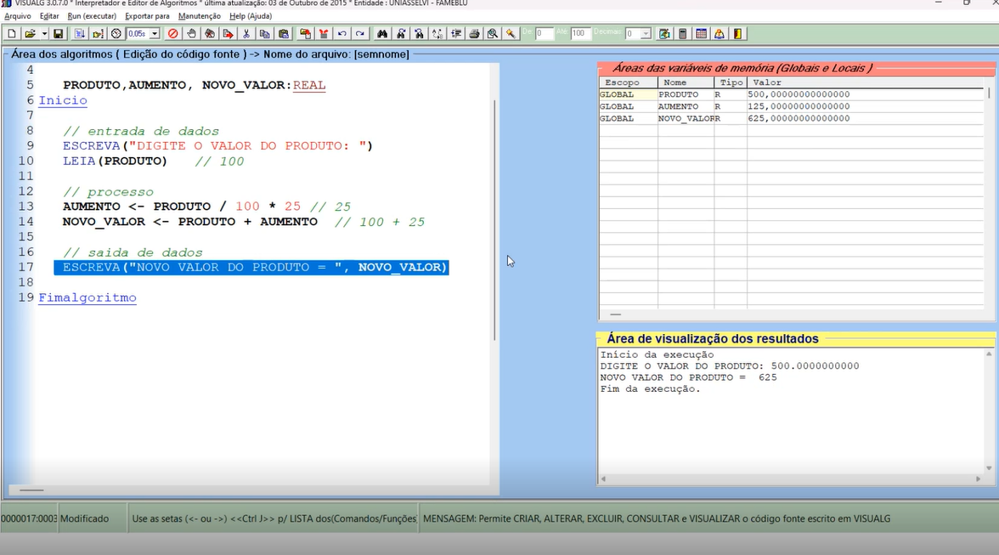 VISUALG 3.0.7.0 * Interpretador e Editor de Algoritmos * última atualização: 03 de Outubro de 2015 * Entidade : UNIASSELVI - FAMEBLU
Arquivo Editar Run (executar) Exportar para Manutenção Help (Ajuda)
0,05s De: 0 Ate: 100 Decimais: 0
Área dos algoritmos ( Edição do código fonte ) -> Nome do arquivo: [semnome]
4
5 PRODUTO,AUMENTO, NOVO_VALOR:REAL
6 Inicio
7
8 // entrada de dados
9 ESCREVA("DIGITE O VALOR DO PRODUTO: ")
10 LEIA(PRODUTO) // 100
11
12 // processo
13 AUMENTO <- PRODUTO / 100 * 25 // 25
14 NOVO_VALOR <- PRODUTO + AUMENTO // 100 + 25
15
16 // saida de dados
17 ESCREVA("NOVO VALOR DO PRODUTO = ", NOVO_VALOR)
18
19 Fimalgoritmo
Áreas das variáveis de memória (Globais e Locais )
Escopo Nome Tipo Valor
GLOBAL PRODUTO R 500,00000000000000
GLOBAL AUMENTO R 125,00000000000000
GLOBAL NOVO_VALOR R 625,00000000000000
Área de visualização dos resultados
Início da execução
DIGITE O VALOR DO PRODUTO: 500.0000000000
NOVO VALOR DO PRODUTO = 625
Fim da execução.
0000017:0003 Modificado Use as setas (<- ou ->) <<Ctrl J>> p/ LISTA dos(Comandos/Funções) MENSAGEM: Permite CRIAR, ALTERAR, EXCLUIR, CONSULTAR e VISUALIZAR o código fonte escrito em VISUALG